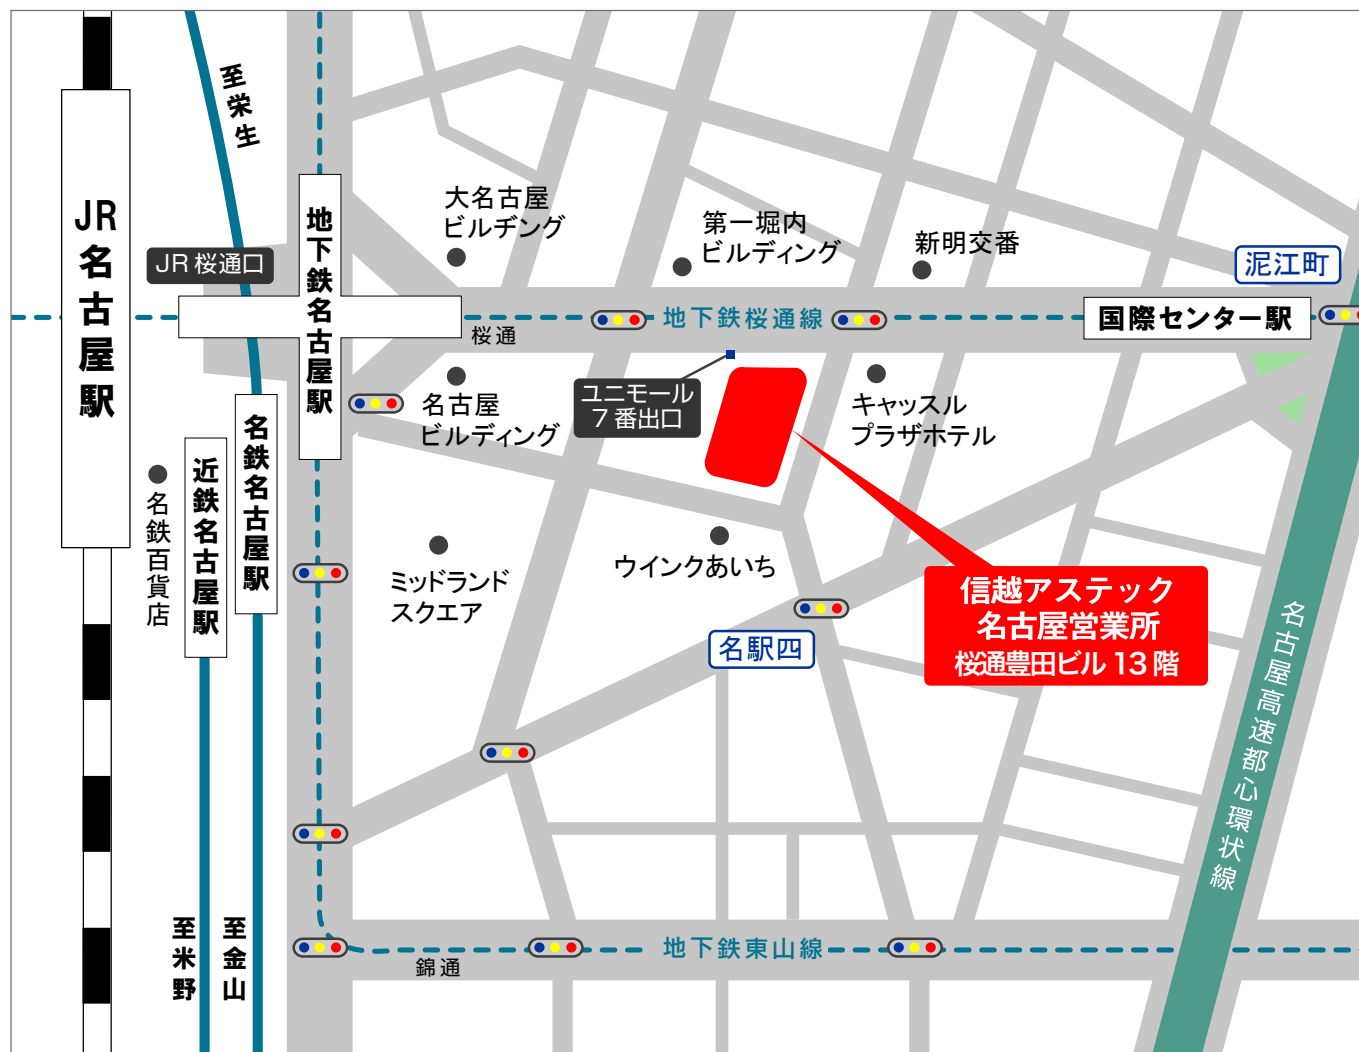 至栄生
JR名古屋駅
JR 桜通口
地下鉄名古屋駅
大名古屋
ビルヂング
第一堀内
ビルディング
新明交番
泥江町
地下鉄桜通線
国際センター駅
桜通
ユニモール
7 番出口
名古屋
ビルディング
キャッスル
プラザホテル
名鉄名古屋駅
近鉄名古屋駅
名鉄百貨店
ミッドランド
スクエア
ウインクあいち
信越アステック
名古屋営業所
桜通豊田ビル 13 階
名駅四
名古屋高速都心環状線
至米野
至金山
地下鉄東山線
錦通